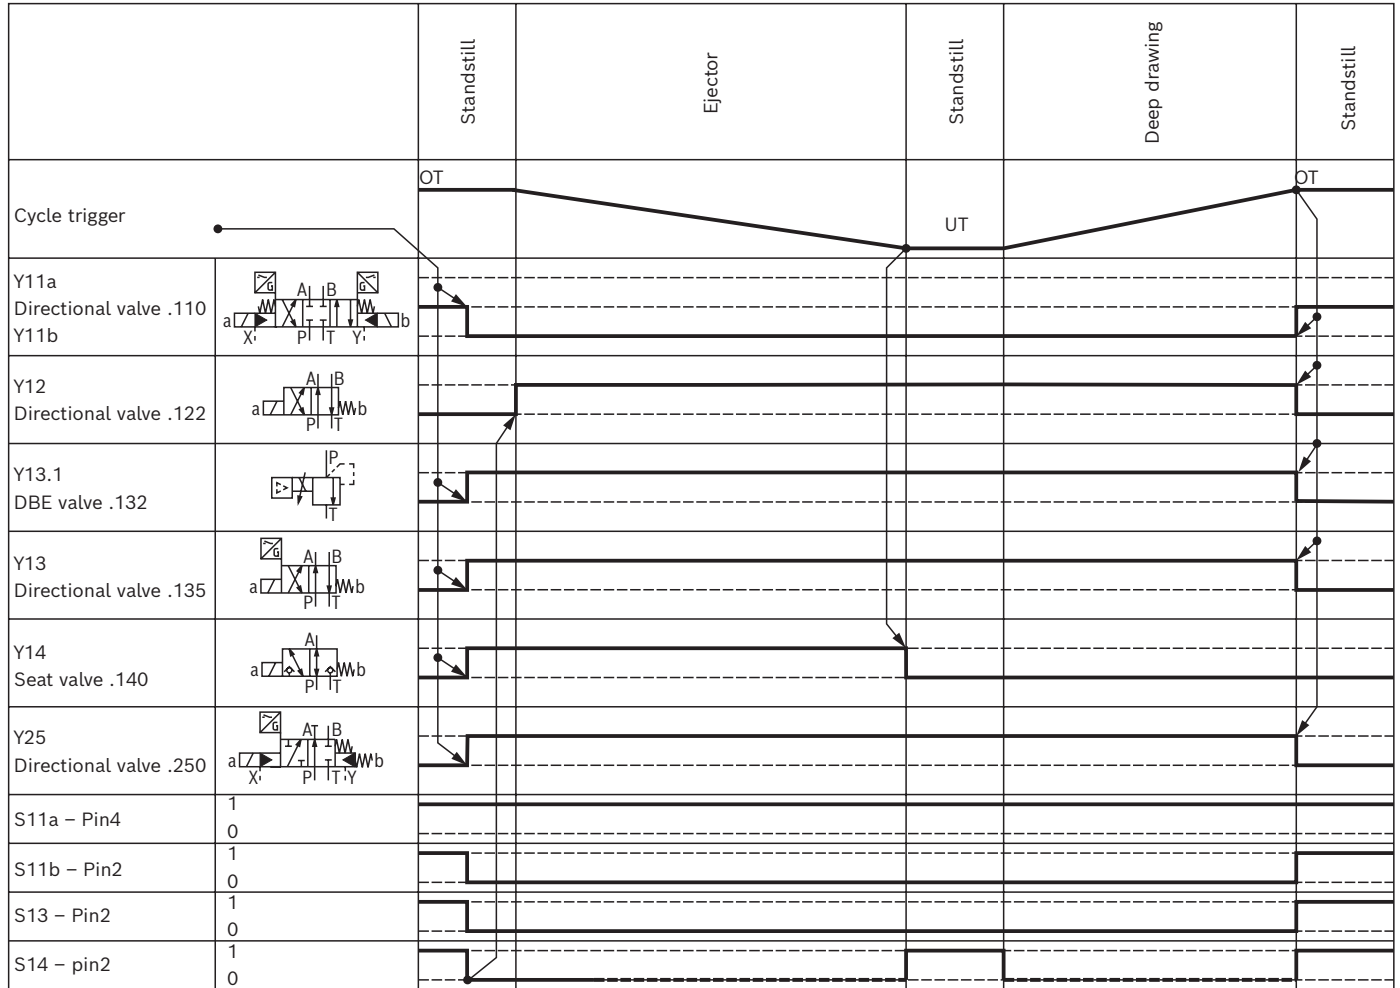 Standstill
Ejector
Standstill
Deep drawing
Standstill
OT
OT
Cycle trigger
UT
Y11a
Directional valve .110
Y11b
G
G
A B
a b
X P T Y
Y12
Directional valve .122
A B
a b
P T
Y13.1
DBE valve .132
P
T
Y13
Directional valve .135
G
A B
a b
P T
Y14
Seat valve .140
A
a b
P T
Y25
Directional valve .250
G
A B
a b
X P T Y
S11a – Pin4
1
0
S11b – Pin2
1
0
S13 – Pin2
1
0
S14 – pin2
1
0